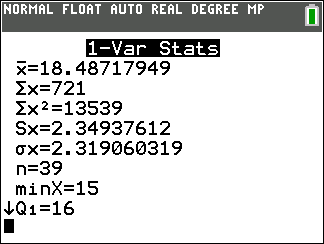 NORMAL FLOAT AUTO REAL DEGREE MP
1-Var Stats
x̄=18.48717949
Σx=721
Σx²=13539
Sx=2.34937612
σx=2.319060319
n=39
minX=15
↓Q₁=16